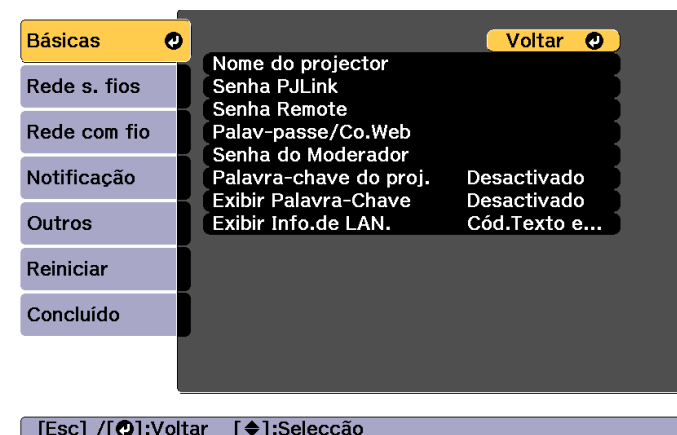 Básicas
Rede s. fios
Rede com fio
Notificação
Outros
Reiniciar
Concluído
Voltar
Nome do projector
Senha PJLink
Senha Remote
Palav-passe/Co.Web
Senha do Moderador
Palavra-chave do proj. Desactivado
Exibir Palavra-Chave Desactivado
Exibir Info.de LAN. Cód.Texto e...
[Esc] /[↵]:Voltar [◆]:Selecção